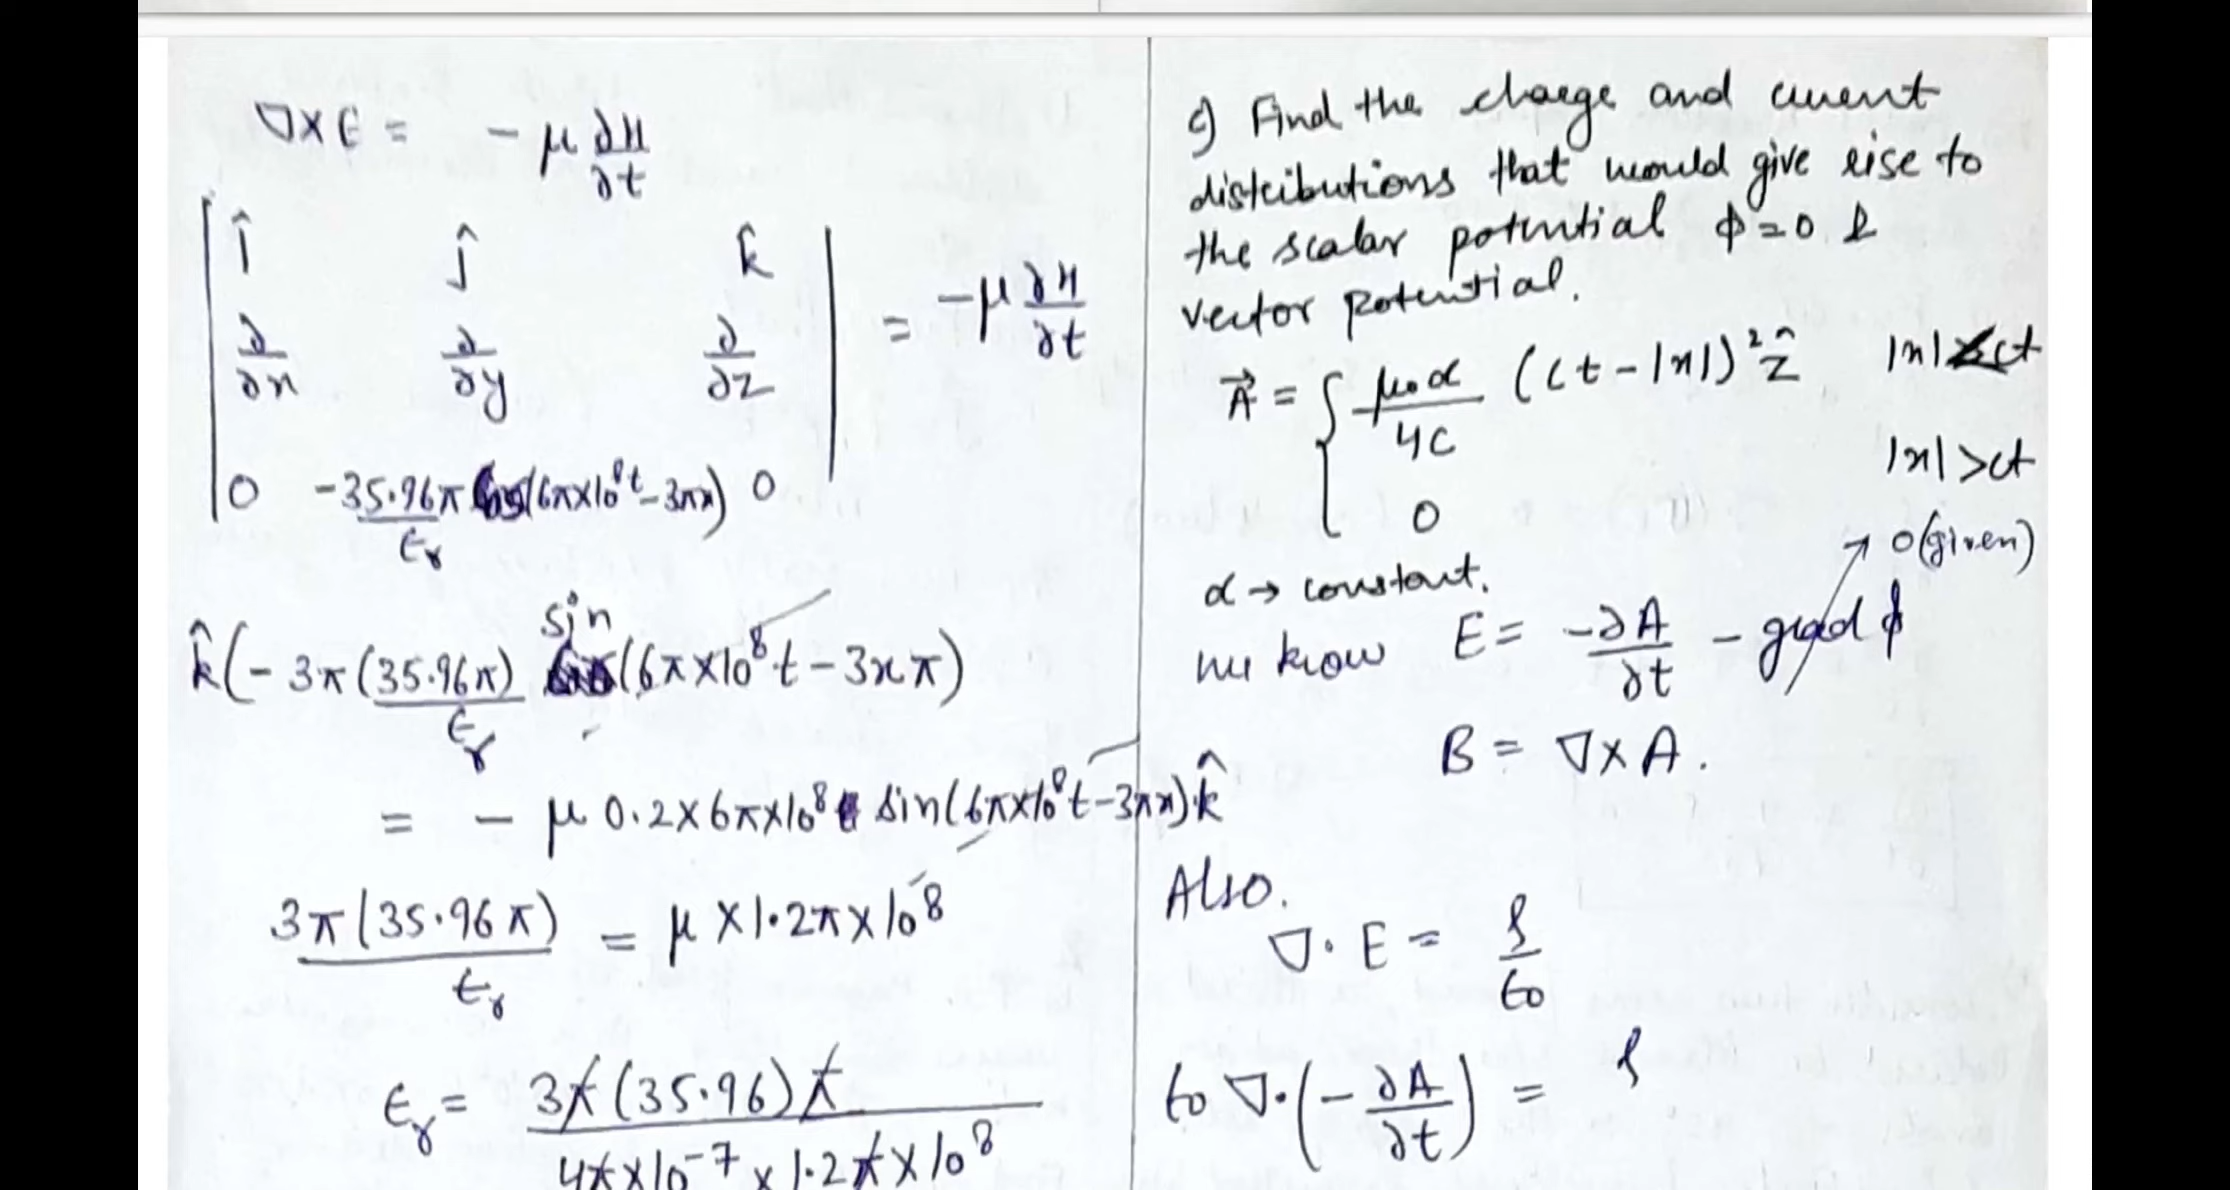 ∇×E = -μ ∂H/∂t
| î ĵ k̂ |
| ∂/∂x ∂/∂y ∂/∂z | = -μ ∂H/∂t
| 0 -35.96π/εr (6π×10⁸t-3πx) 0 |
sin
k̂(-3π(35.96π)/εr (6π×10⁸t-3xπ)
= -μ 0.2×6π×10⁸ sin(6π×10⁸t-3πx)k̂
3π(35.96π)/εr = μ×1.2π×10⁸
εr = 3π(35.96)π / 4π×10⁻⁷×1.2π×10⁸
c) Find the charge and current
distributions that would give rise to
the scalar potential φ=0 &
vector potential.
A⃗ = { μ₀α/4C (ct-|x|)²ẑ |x|<ct
0 |x|>ct
α → constant.
→ 0(given)
we know E = -∂A/∂t - grad φ
B = ∇×A.
Also.
∇·E = ρ/ε0
ε0 ∇·(-∂A/∂t) = ρ